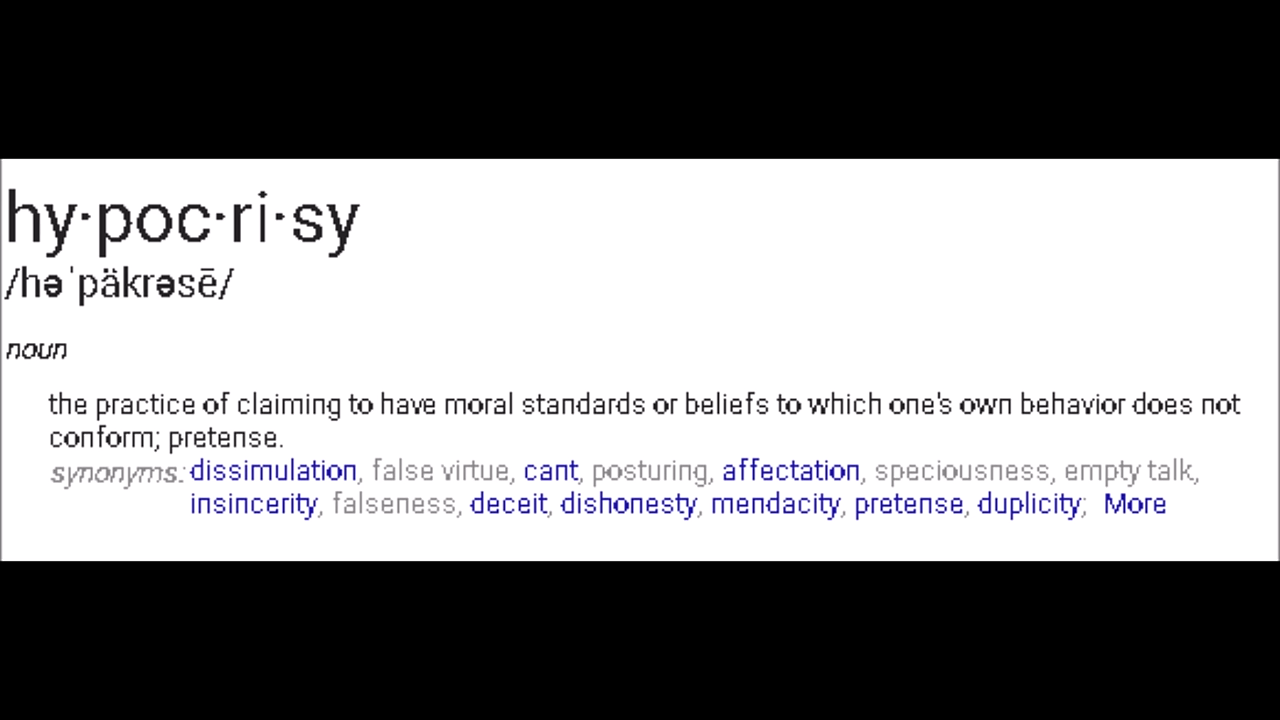 hy·poc·ri·sy
/həˈpäkrəsē/
noun
the practice of claiming to have moral standards or beliefs to which one's own behavior does not
conform; pretense.
synonyms: dissimulation, false virtue, cant, posturing, affectation, speciousness, empty talk,
insincerity, falseness, deceit, dishonesty, mendacity, pretense, duplicity; More